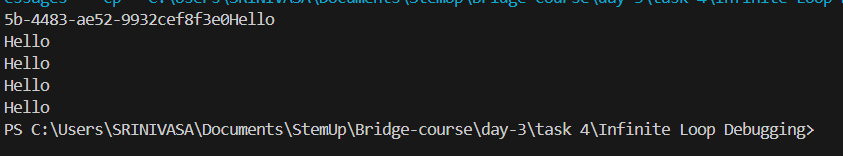 5b-4483-ae52-9932cef8f3e0Hello
Hello
Hello
Hello
Hello
PS C:\Users\SRINIVASA\Documents\StemUp\Bridge-course\day-3\task 4\Infinite Loop Debugging>